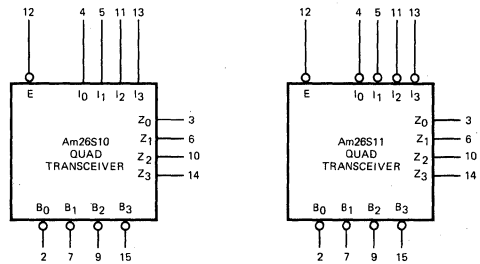 12 4 5 11 13
E I0 I1 I2 I3
Z0 3
Am26S10 Z1 6
QUAD
TRANSCEIVER Z2 10
Z3 14
B0 B1 B2 B3
2 7 9 15
12 4 5 11 13
E I0 I1 I2 I3
Z0 3
Am26S11 Z1 6
QUAD
TRANSCEIVER Z2 10
Z3 14
B0 B1 B2 B3
2 7 9 15